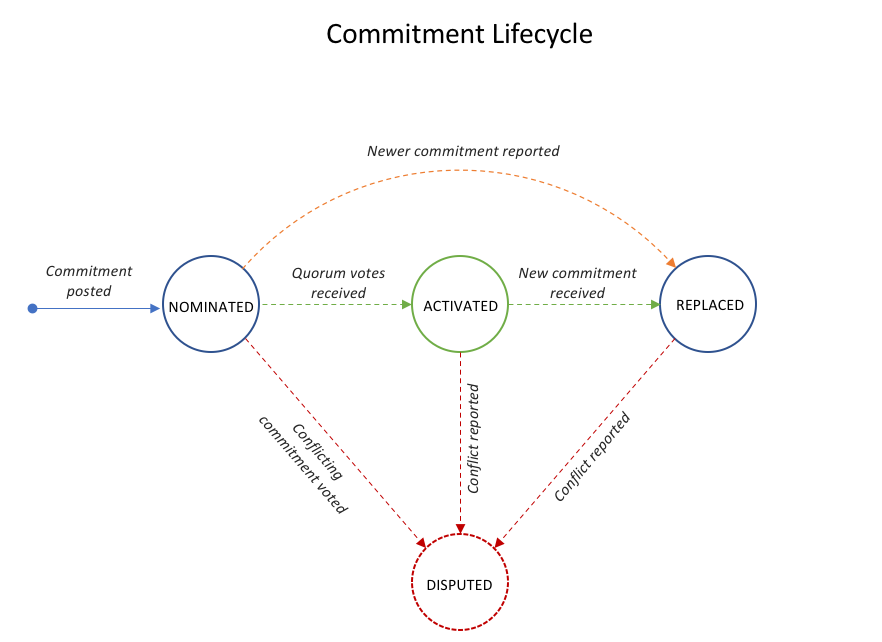 Commitment Lifecycle
Newer commitment reported
Commitment
posted
Quorum votes
received
New commitment
received
NOMINATED
ACTIVATED
REPLACED
Conflicting
commitment voted
Conflict reported
Conflict reported
DISPUTED